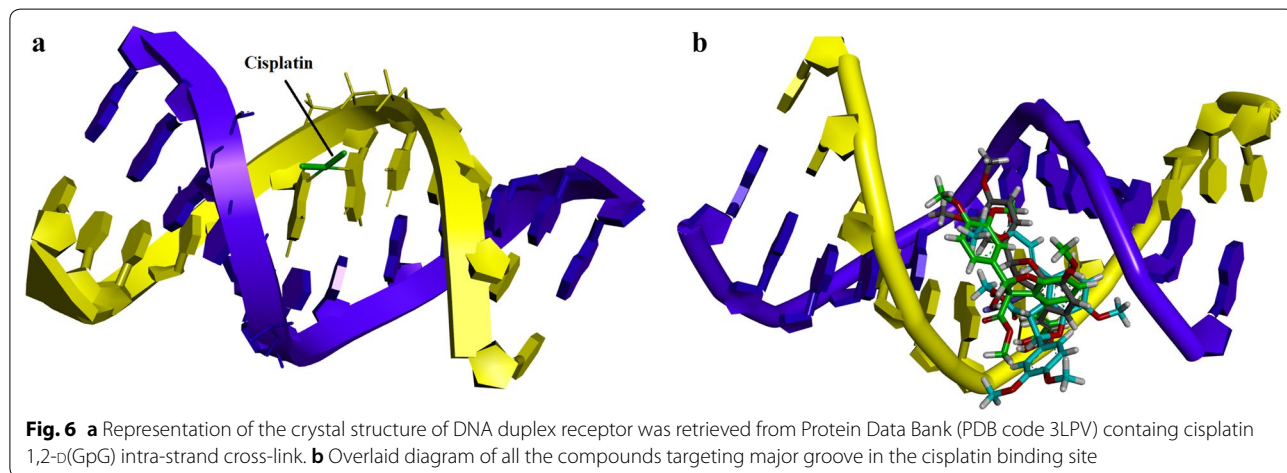 a
b
Cisplatin
Fig. 6 a Representation of the crystal structure of DNA duplex receptor was retrieved from Protein Data Bank (PDB code 3LPV) containg cisplatin
1,2-D(GpG) intra-strand cross-link. b Overlaid diagram of all the compounds targeting major groove in the cisplatin binding site